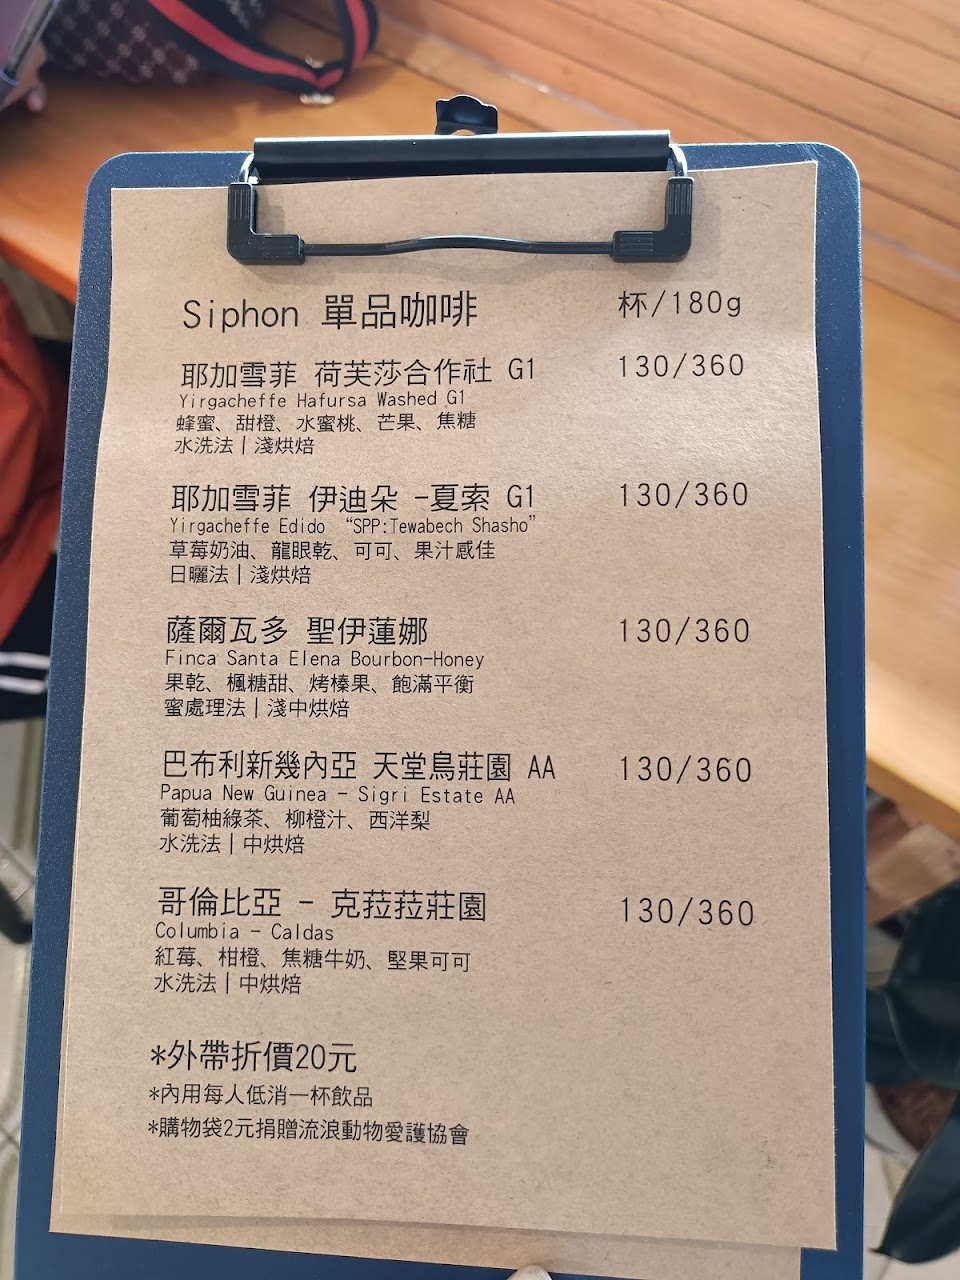 Siphon 單品咖啡 杯/180g
耶加雪菲 荷芙莎合作社 G1 130/360
Yirgacheffe Hafursa Washed G1
蜂蜜、甜橙、水蜜桃、芒果、焦糖
水洗法|淺烘焙
耶加雪菲 伊迪朵 -夏索 G1 130/360
Yirgacheffe Edido “SPP:Tewabech Shasho”
草莓奶油、龍眼乾、可可、果汁感佳
日曬法|淺烘焙
薩爾瓦多 聖伊蓮娜 130/360
Finca Santa Elena Bourbon-Honey
果乾、楓糖甜、烤榛果、飽滿平衡
蜜處理法|淺中烘焙
巴布利新幾內亞 天堂鳥莊園 AA 130/360
Papua New Guinea - Sigri Estate AA
葡萄柚綠茶、柳橙汁、西洋梨
水洗法|中烘焙
哥倫比亞 - 克菈菈莊園 130/360
Columbia - Caldas
紅莓、柑橙、焦糖牛奶、堅果可可
水洗法|中烘焙
*外帶折價20元
*內用每人低消一杯飲品
*購物袋2元捐贈流浪動物愛護協會